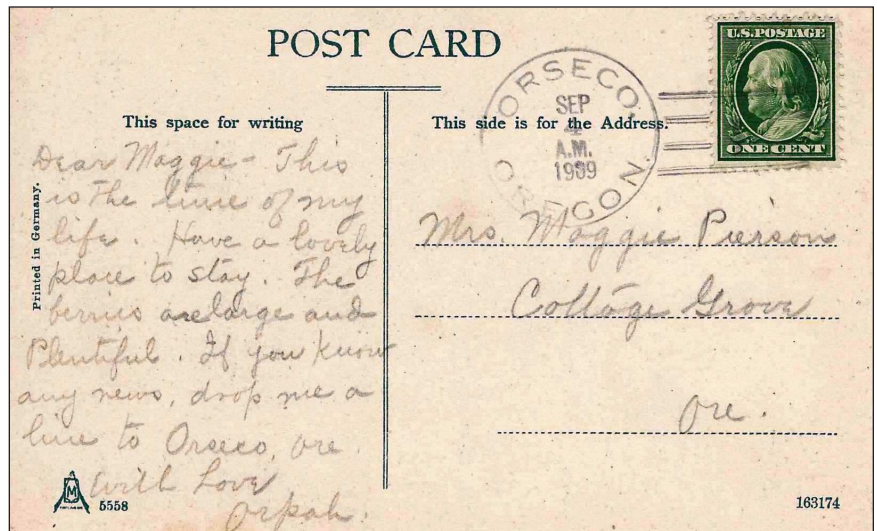 POST CARD
U.S. POSTAGE
ONE CENT
ORSECO,
SEP
4
A.M.
1909
OREGON.
This space for writing
This side is for the Address.
Printed in Germany.
Dear Maggie - This
is the time of my
life. Have a lovely
place to stay. The
berries are large and
Plentiful. If you know
any news, drop me a
line to Orseco, ore.
With Love
Orpah.
Mrs. Maggie Pierson
Cottage Grove
Ore.
M
5558
163174